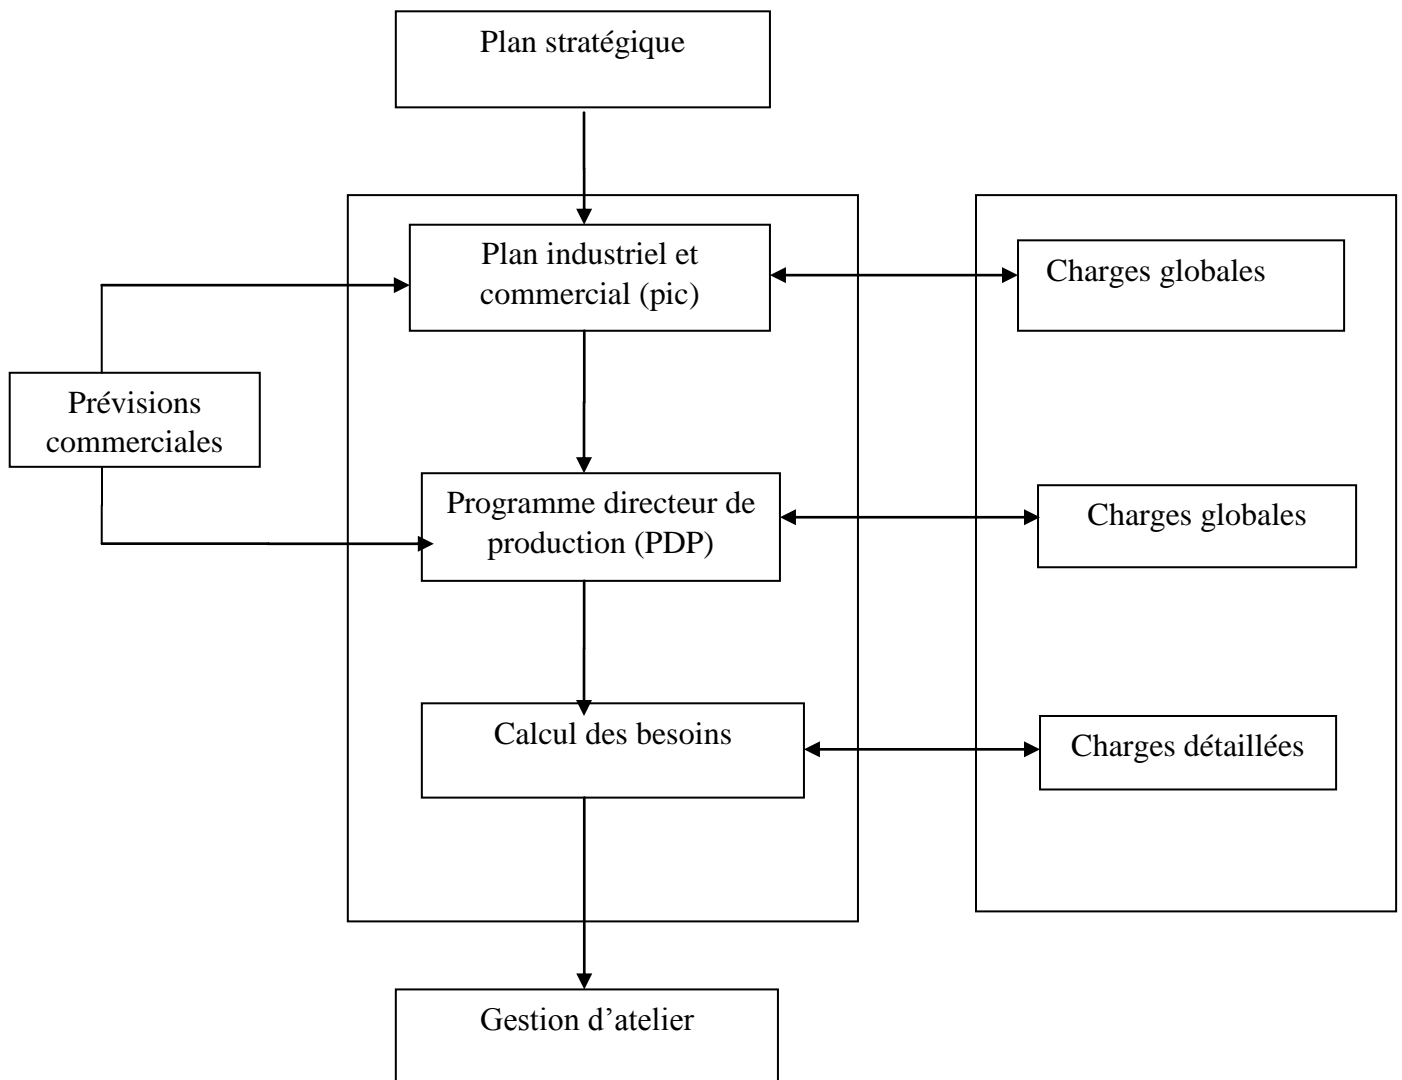 Plan stratégique
Plan industriel et
commercial (pic)
Charges globales
Prévisions
commerciales
Programme directeur de
production (PDP)
Charges globales
Calcul des besoins
Charges détaillées
Gestion d’atelier